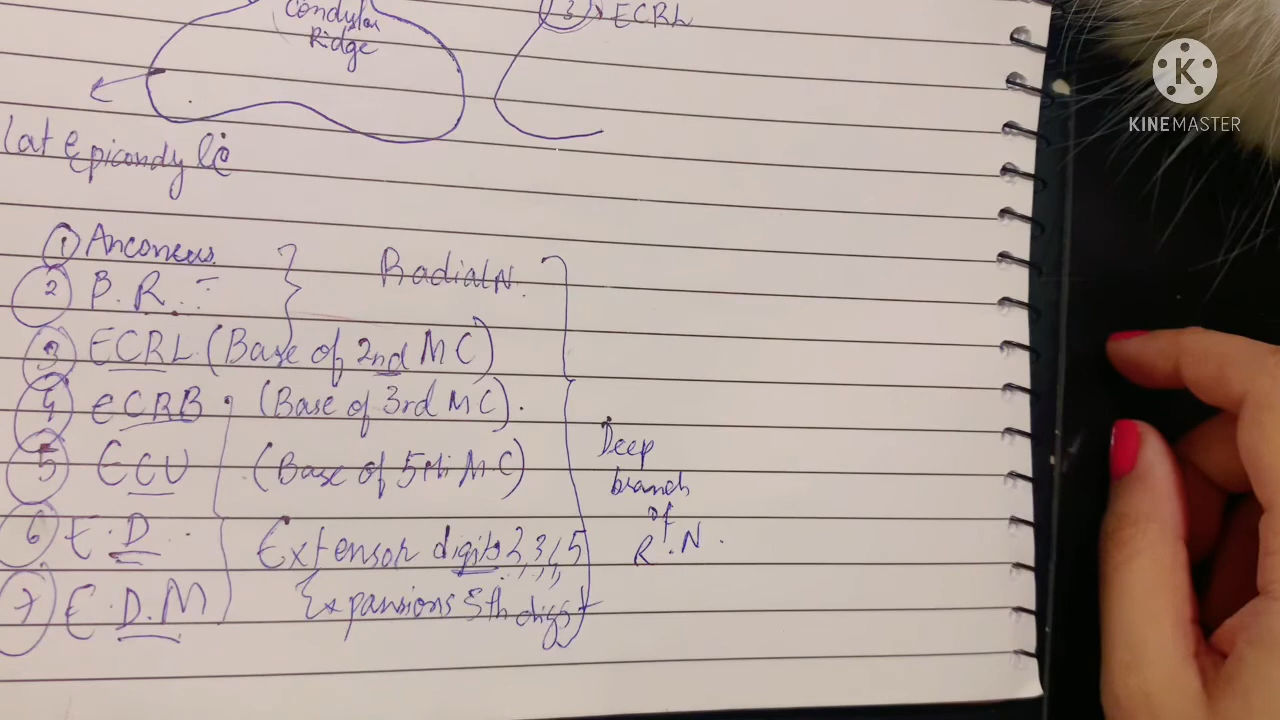 Condylar
Ridge
3 ECRL
lat Epicondyle
1 Anconeus
2 B.R.
Radial N.
3 ECRL (Base of 2nd MC)
4 ECRB (Base of 3rd MC).
5 ECU (Base of 5th MC)
6 E.D Extensor digits 2,3,4,5
7 E.D.M Expansions 5th digit
Deep
branch
of
R.N.
K
KINEMASTER